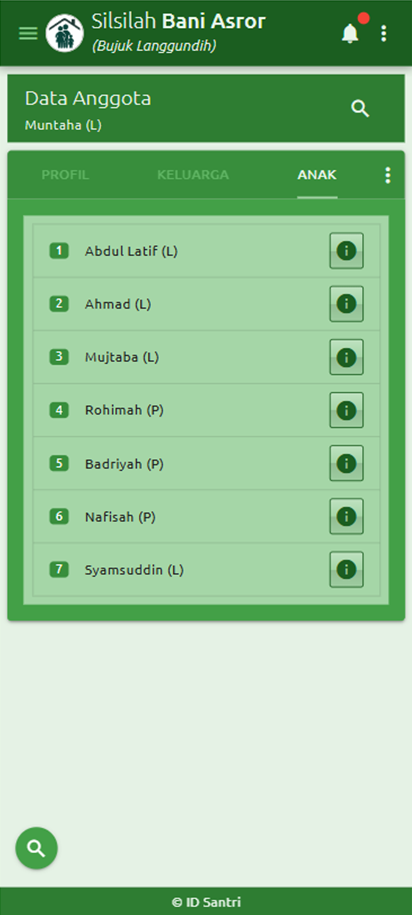 Silsilah Bani Asror
(Bujuk Langgundih)
Data Anggota
Muntaha (L)
PROFIL KELUARGA ANAK
1 Abdul Latif (L)
2 Ahmad (L)
3 Mujtaba (L)
4 Rohimah (P)
5 Badriyah (P)
6 Nafisah (P)
7 Syamsuddin (L)
© ID Santri